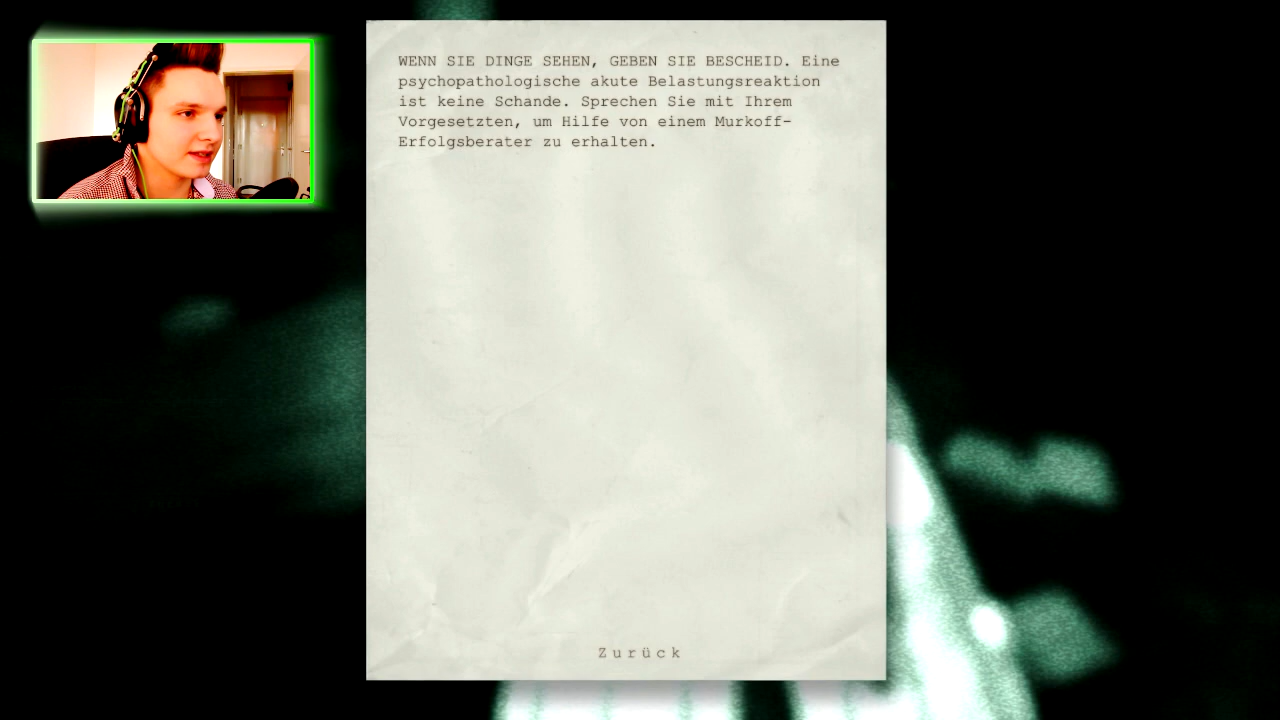 WENN SIE DINGE SEHEN, GEBEN SIE BESCHEID. Eine
psychopathologische akute Belastungsreaktion
ist keine Schande. Sprechen Sie mit Ihrem
Vorgesetzten, um Hilfe von einem Murkoff-
Erfolgsberater zu erhalten.
Zurück